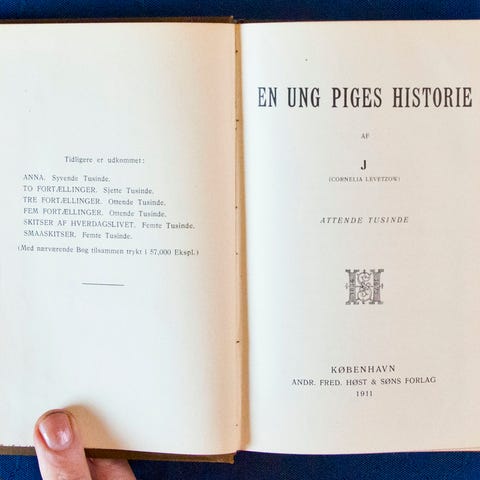 Tidligere er udkommet:
ANNA. Syvende Tusinde.
TO FORTÆLLINGER. Sjette Tusinde.
TRE FORTÆLLINGER. Ottende Tusinde.
FEM FORTÆLLINGER. Ottende Tusinde.
SKITSER AF HVERDAGSLIVET. Femte Tusinde.
SMAASKITSER. Femte Tusinde.
(Med nærværende Bog tilsammen trykt i 57,000 Ekspl.)
EN UNG PIGES HISTORIE
AF
J
(CORNELIA LEVETZOW)
ATTENDE TUSINDE
KØBENHAVN
ANDR. FRED. HØST & SØNS FORLAG
1911